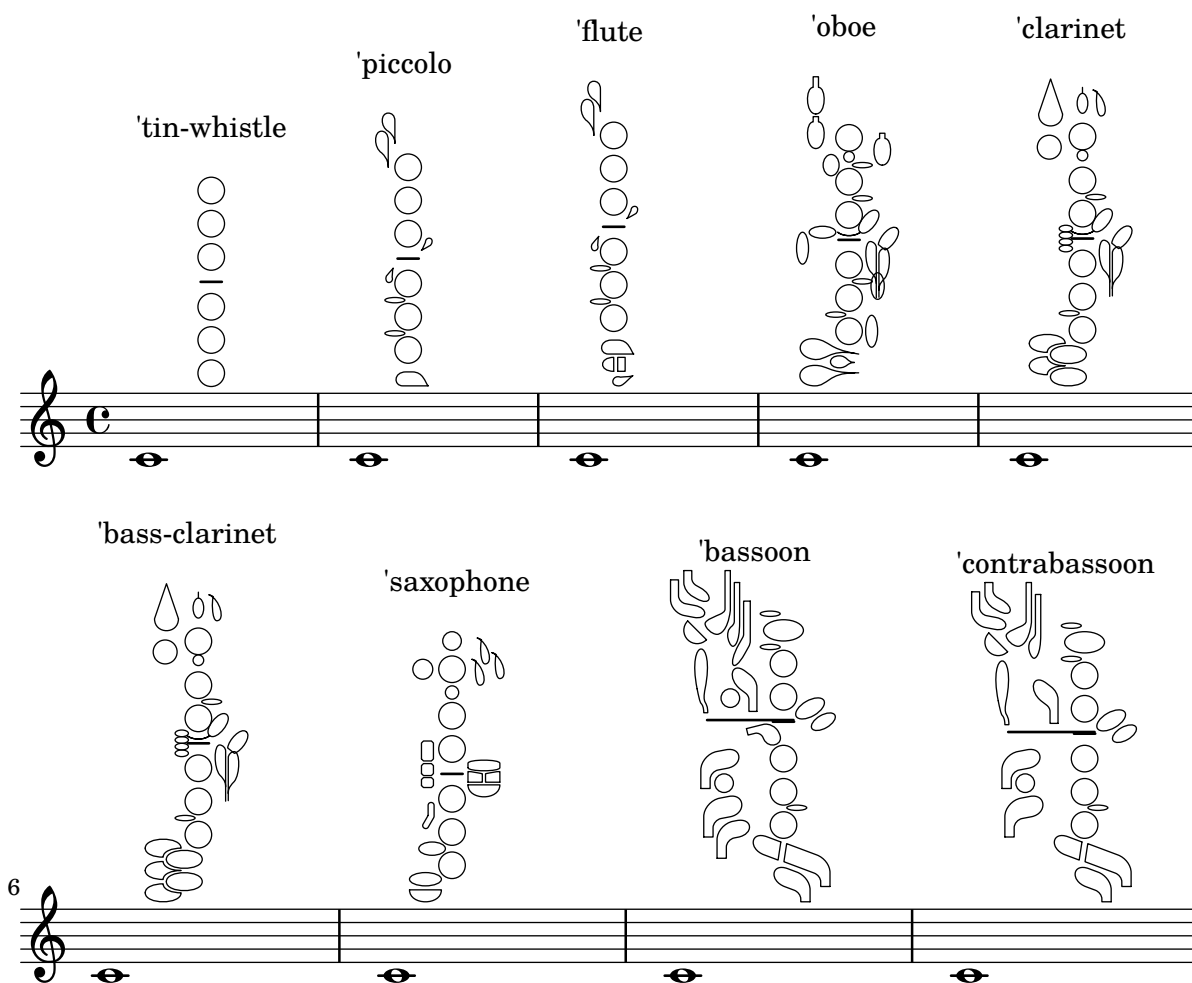 'tin-whistle
'piccolo
'flute
'oboe
'clarinet
'bass-clarinet
'saxophone
'bassoon
'contrabassoon
6